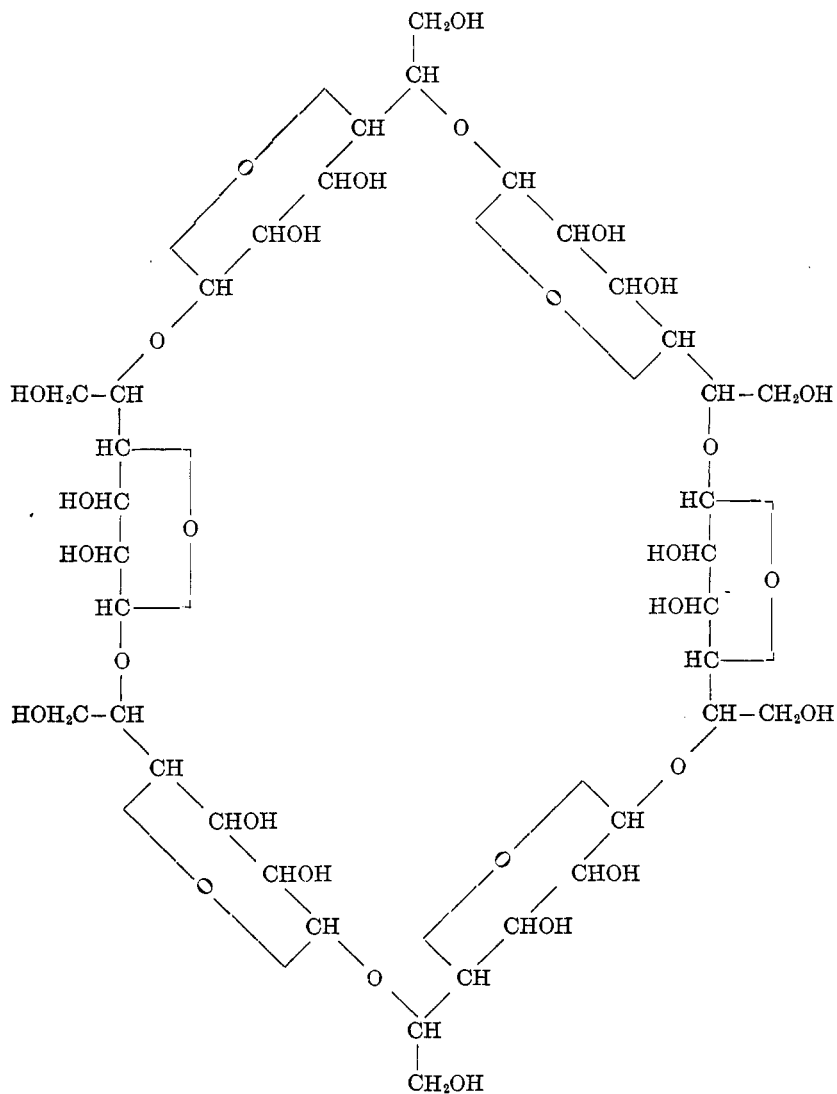 CH₂OH
CH
CH O
O CHOH CH
CHOH CHOH
CH O CHOH
O CH
HOH₂C-CH CH-CH₂OH
HC O
HOHC HC
O
HOHC HOHC
O
HC HOHC
O HC
HOH₂C-CH CH-CH₂OH
CH O
CHOH CH
O
CHOH CHOH
O
CH CHOH
O CH
CH
CH₂OH